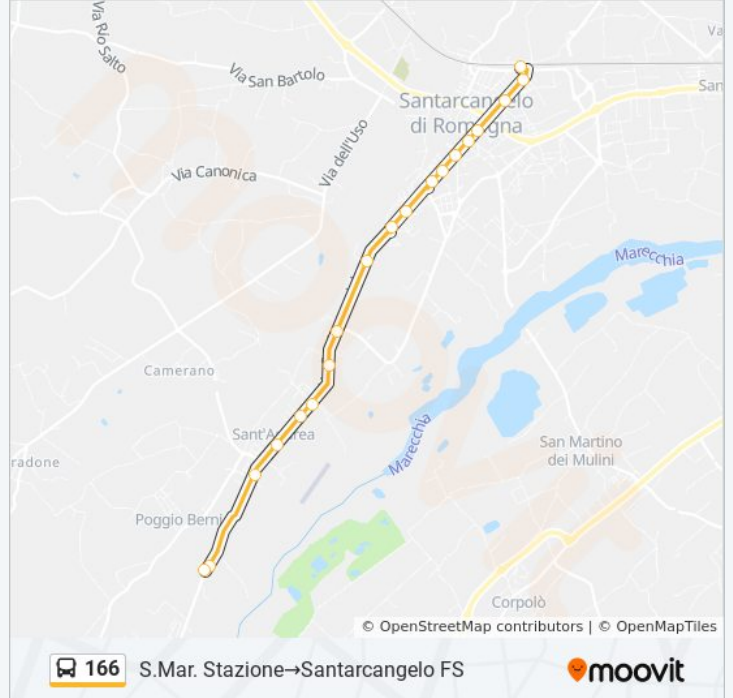 Via Rio Salto
Via San Bartolo
Va
San
Santarcangelo
di Romagna
Via dell'Uso
Via Canonica
Marecchia
Camerano
Sant'Andrea
Marecchia
San Martino
dei Mulini
radone
Poggio Berni
Corpolò
moovit
© OpenStreetMap contributors | © OpenMapTiles
166 S.Mar. Stazione→Santarcangelo FS
moovit